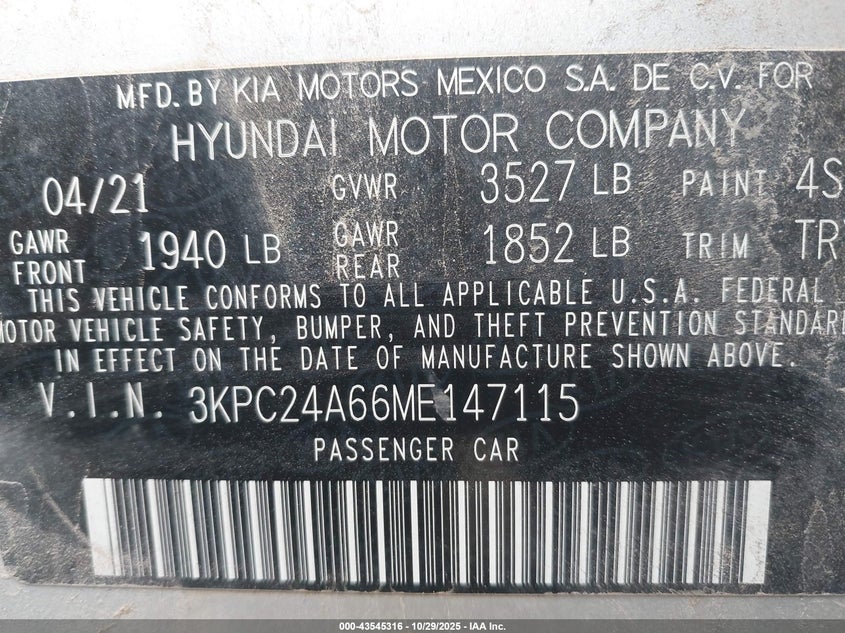 MFD. BY KIA MOTORS MEXICO S.A. DE C.V. FOR
HYUNDAI MOTOR COMPANY
04/21 GVWR 3527 LB PAINT 4S
GAWR FRONT 1940 LB GAWR REAR 1852 LB TRIM TRY
THIS VEHICLE CONFORMS TO ALL APPLICABLE U.S.A. FEDERAL
MOTOR VEHICLE SAFETY, BUMPER, AND THEFT PREVENTION STANDARD
IN EFFECT ON THE DATE OF MANUFACTURE SHOWN ABOVE.
V.I.N. 3KPC24A66ME147115
PASSENGER CAR
000-43545316 - 10/29/2025 - IAA Inc.